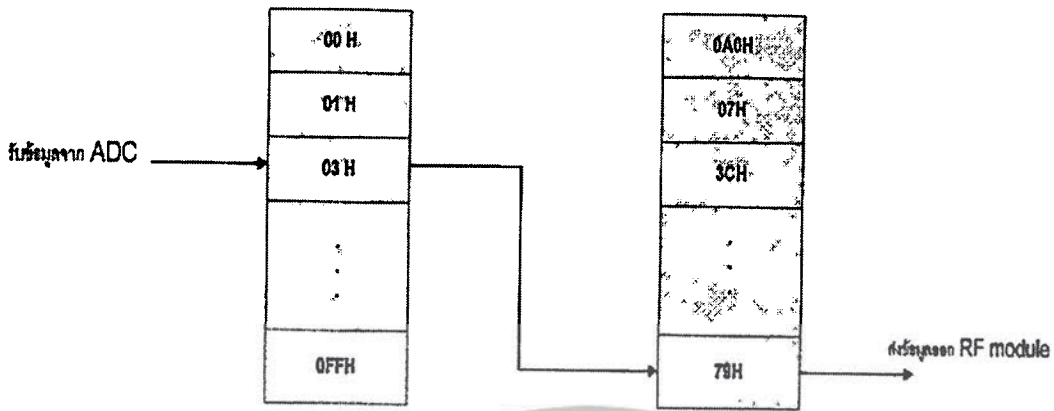 00 H
01 H
รับข้อมูลจาก ADC
03 H
0FFH
0A0H
07H
3CH
79H
ส่งข้อมูลออก RF module